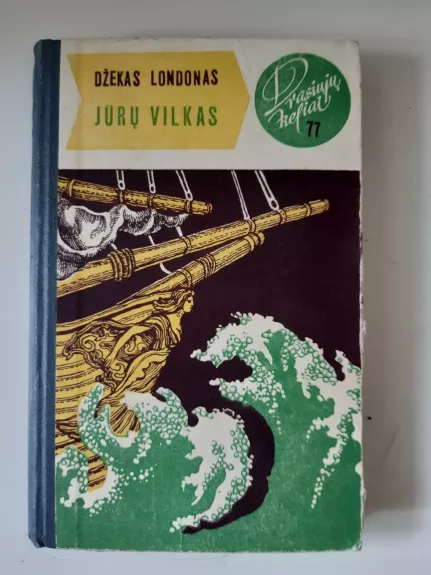 DŽEKAS LONDONAS
JŪRŲ VILKAS
Drąsiųjų
keliai
77